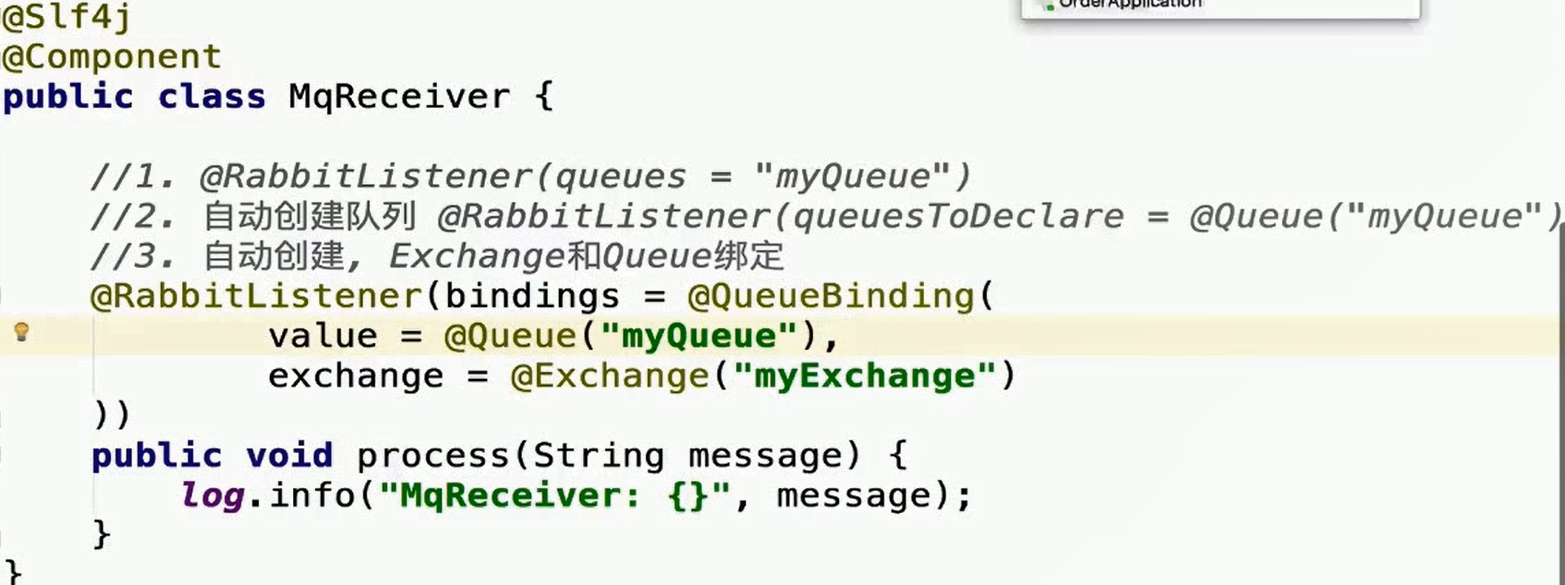 @Slf4j
OrderApplication
@Component
public class MqReceiver {
//1. @RabbitListener(queues = "myQueue")
//2. 自动创建队列 @RabbitListener(queuesToDeclare = @Queue("myQueue")
//3. 自动创建, Exchange和Queue绑定
@RabbitListener(bindings = @QueueBinding(
value = @Queue("myQueue"),
exchange = @Exchange("myExchange")
))
public void process(String message) {
log.info("MqReceiver: {}", message);
}
}